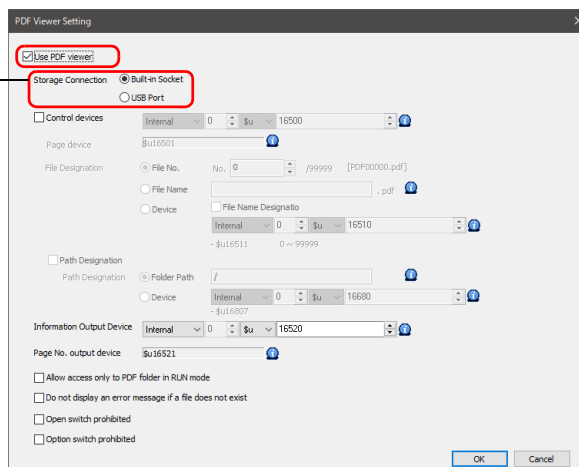 PDF Viewer Setting
Use PDF viewer
Storage Connection Built-in Socket
USB Port
Control devices Internal 0 $u 16500
Page device $u16501
File Designation File No. No. 0 /99999 [PDF00000.pdf]
File Name . pdf
Device File Name Designatio
Internal 0 $u 16510
- $u16511 0 ~ 99999
Path Designation
Path Designation Folder Path /
Device Internal 0 $u 16680
- $u16807
Information Output Device Internal 0 $u 16520
Page No. output device $u16521
Allow access only to PDF folder in RUN mode
Do not display an error message if a file does not exist
Open switch prohibited
Option switch prohibited
OK Cancel